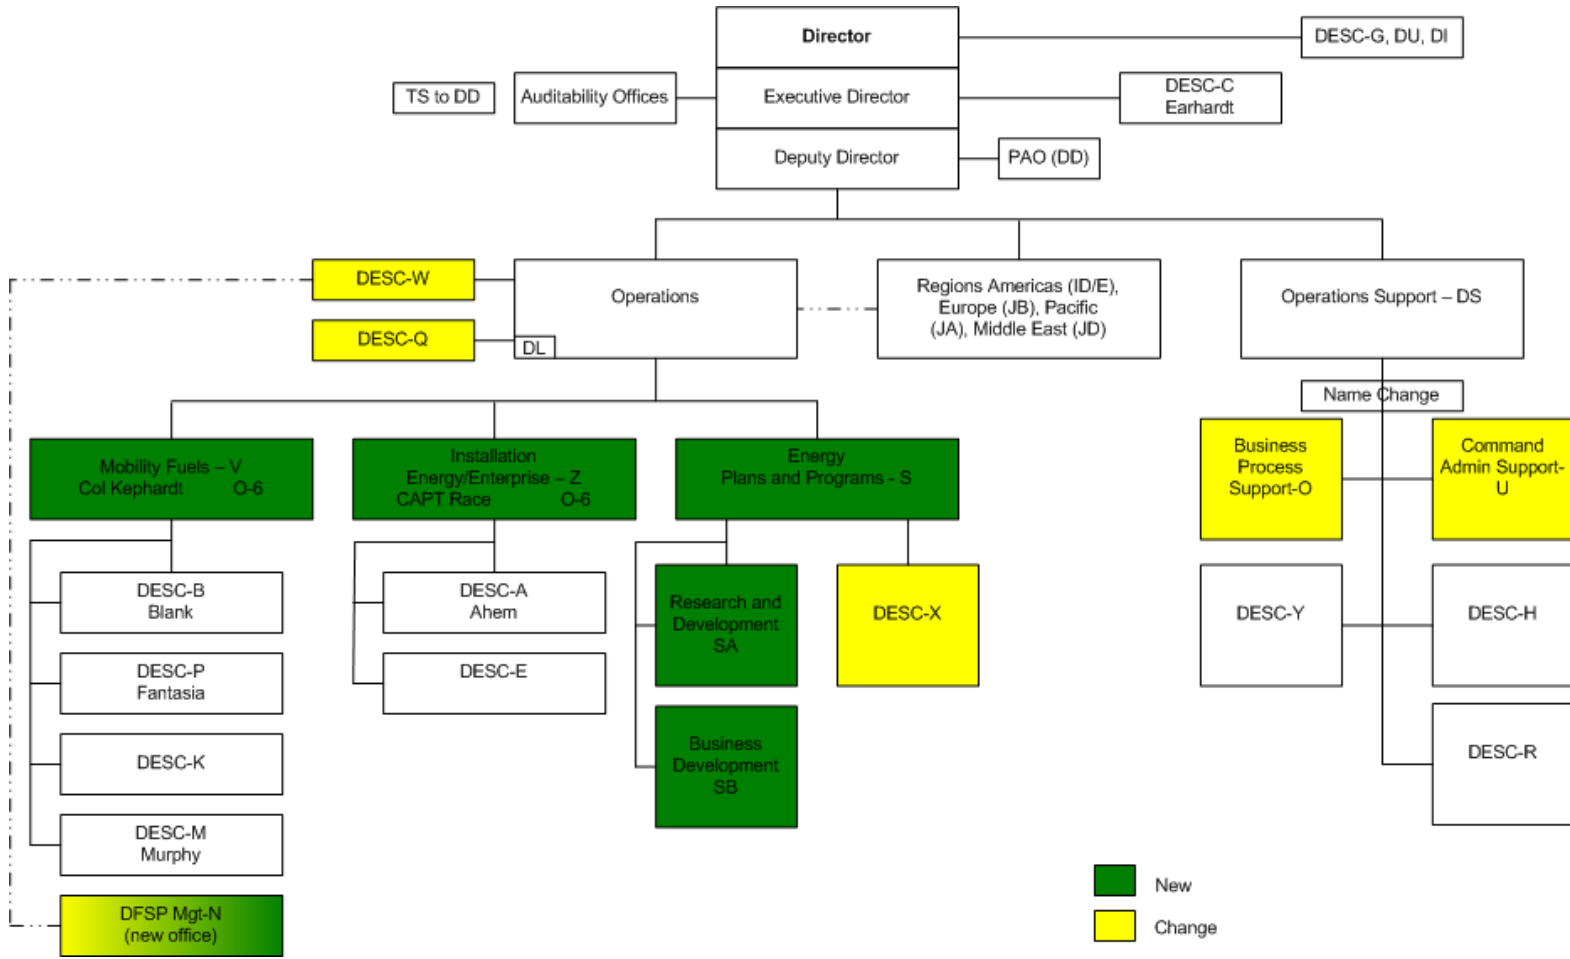 Director
DESC-G, DU, DI
TS to DD
Auditability Offices
Executive Director
DESC-C
Earhardt
Deputy Director
PAO (DD)
DESC-W
DESC-Q
Operations
DL
Regions Americas (ID/E),
Europe (JB), Pacific
(JA), Middle East (JD)
Operations Support – DS
Name Change
Mobility Fuels – V
Col Kephardt O-6
Installation
Energy/Enterprise – Z
CAPT Race O-6
Energy
Plans and Programs - S
Business
Process
Support-O
Command
Admin Support-
U
DESC-B
Blank
DESC-P
Fantasia
DESC-K
DESC-M
Murphy
DFSP Mgt-N
(new office)
DESC-A
Ahem
DESC-E
Research and
Development
SA
Business
Development
SB
DESC-X
DESC-Y
DESC-H
DESC-R
New
Change